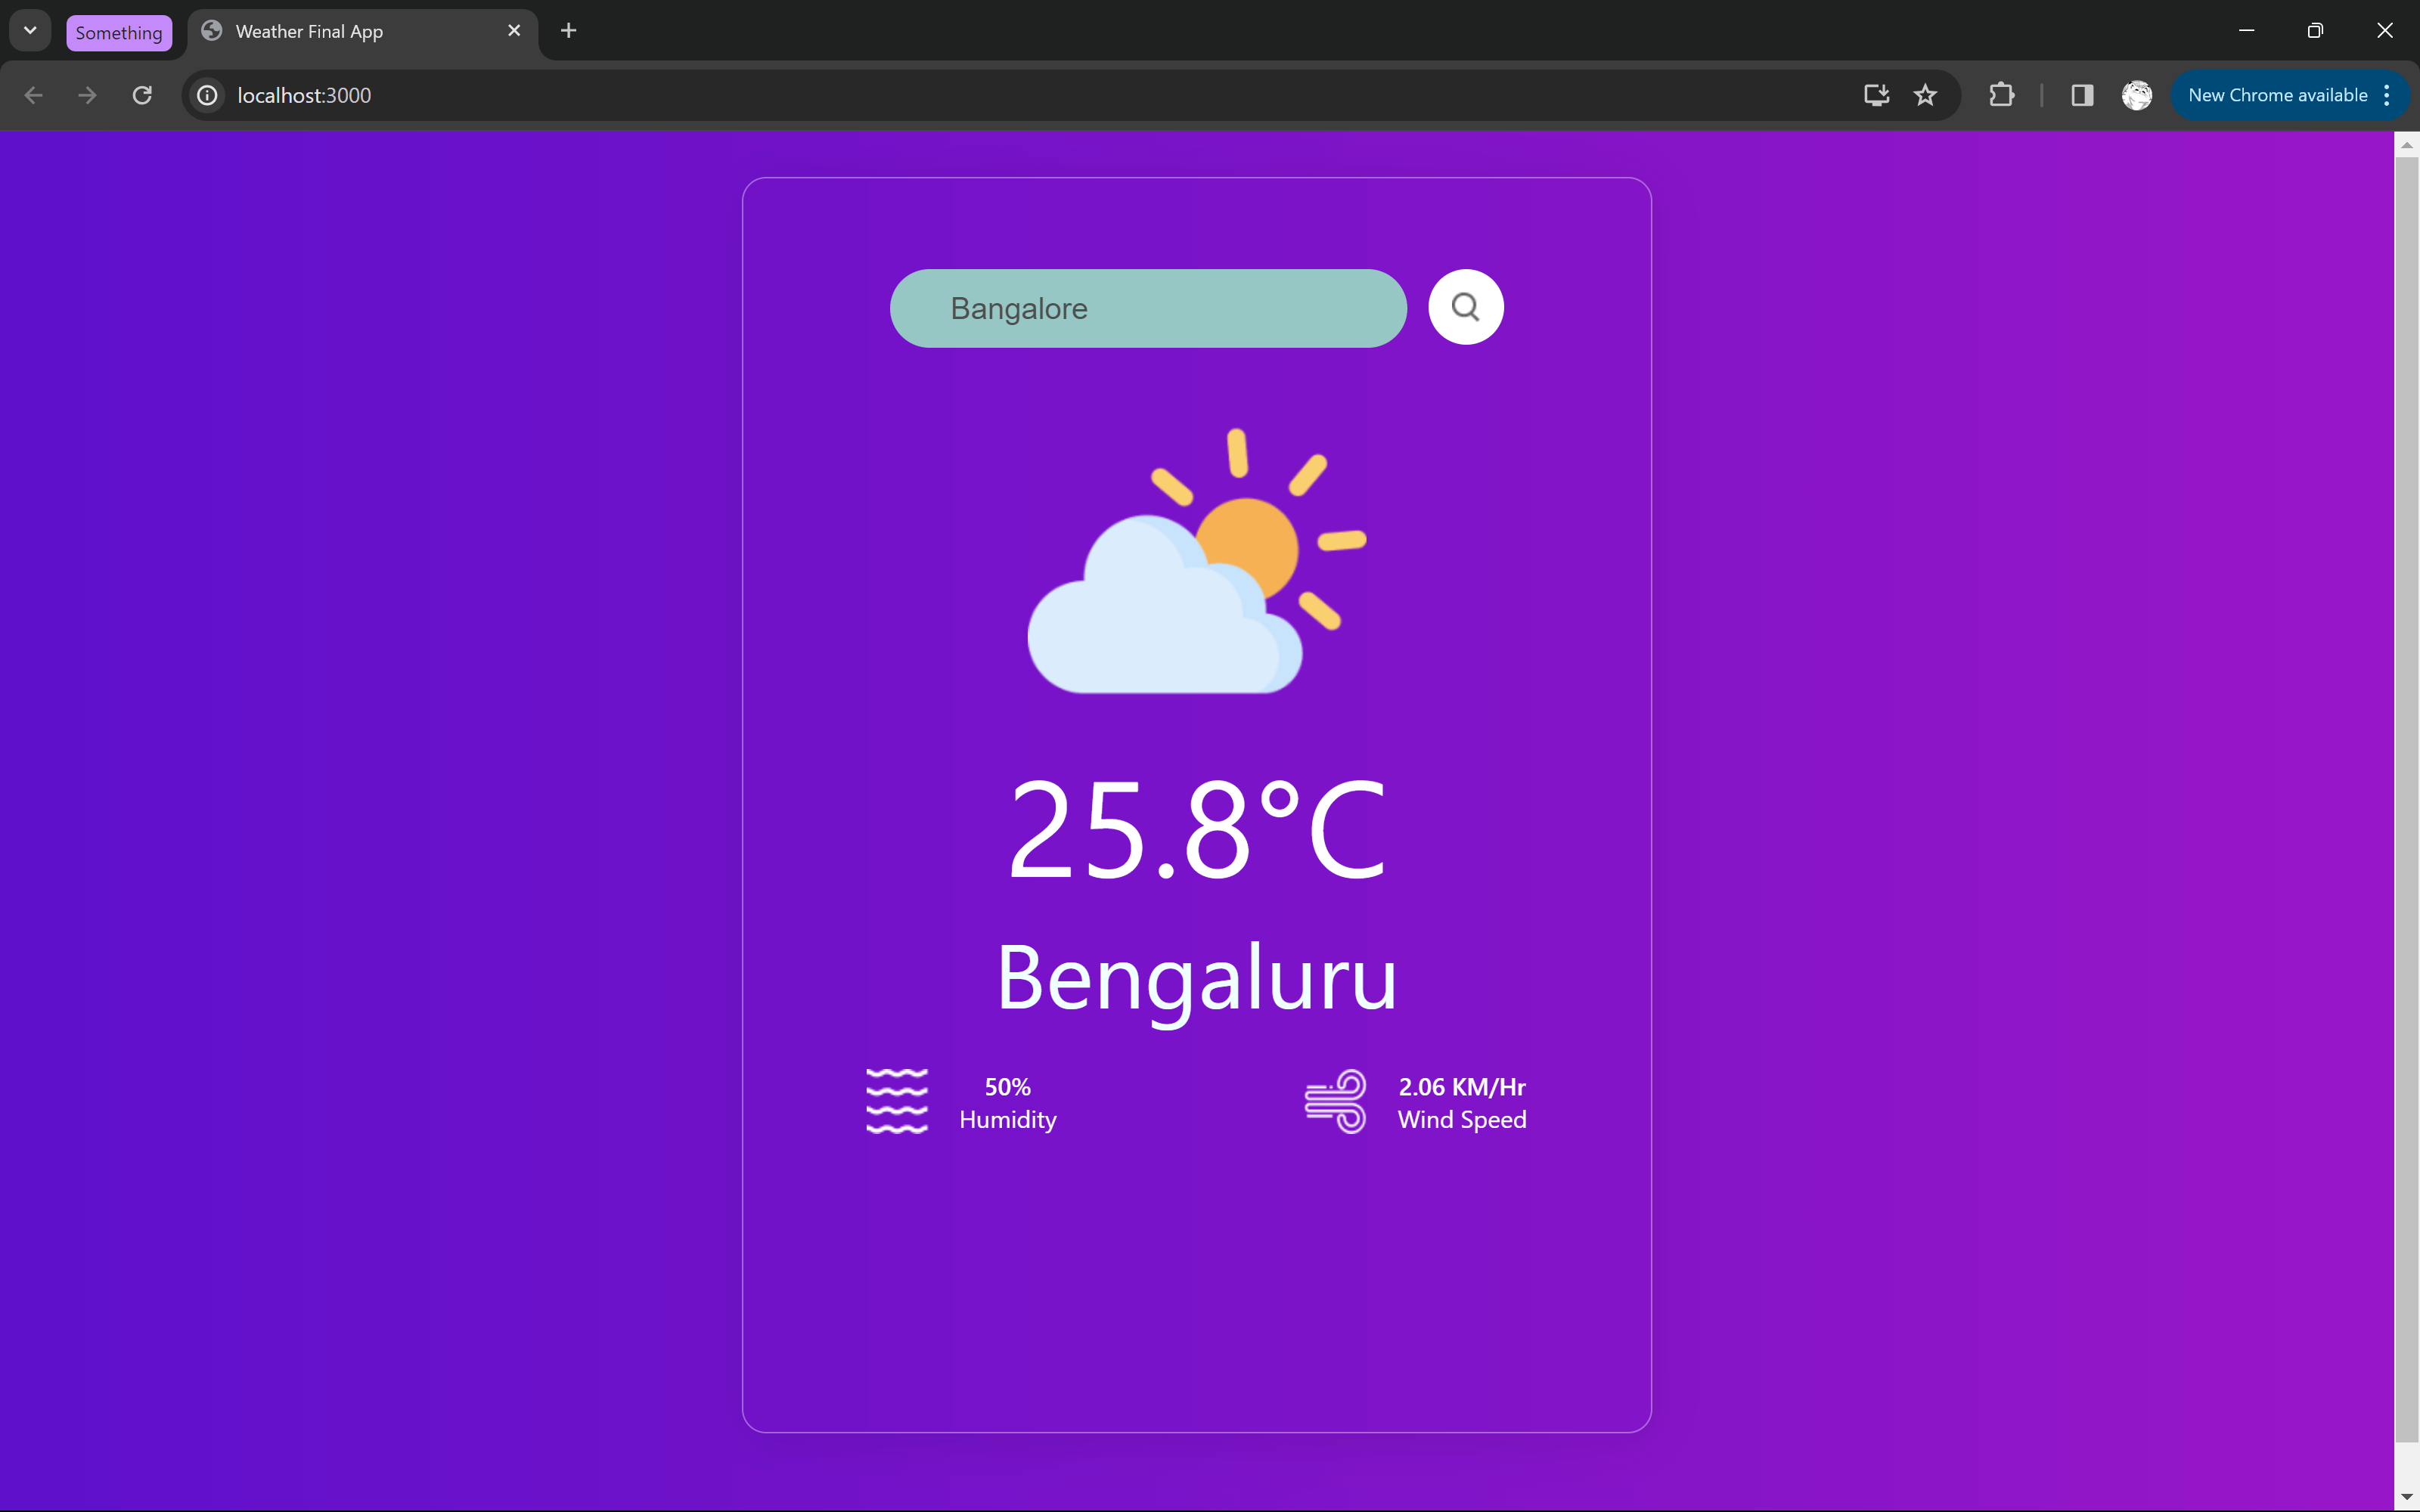 Something
Weather Final App
localhost:3000
New Chrome available
Bangalore
25.8°C
Bengaluru
50%
Humidity
2.06 KM/Hr
Wind Speed